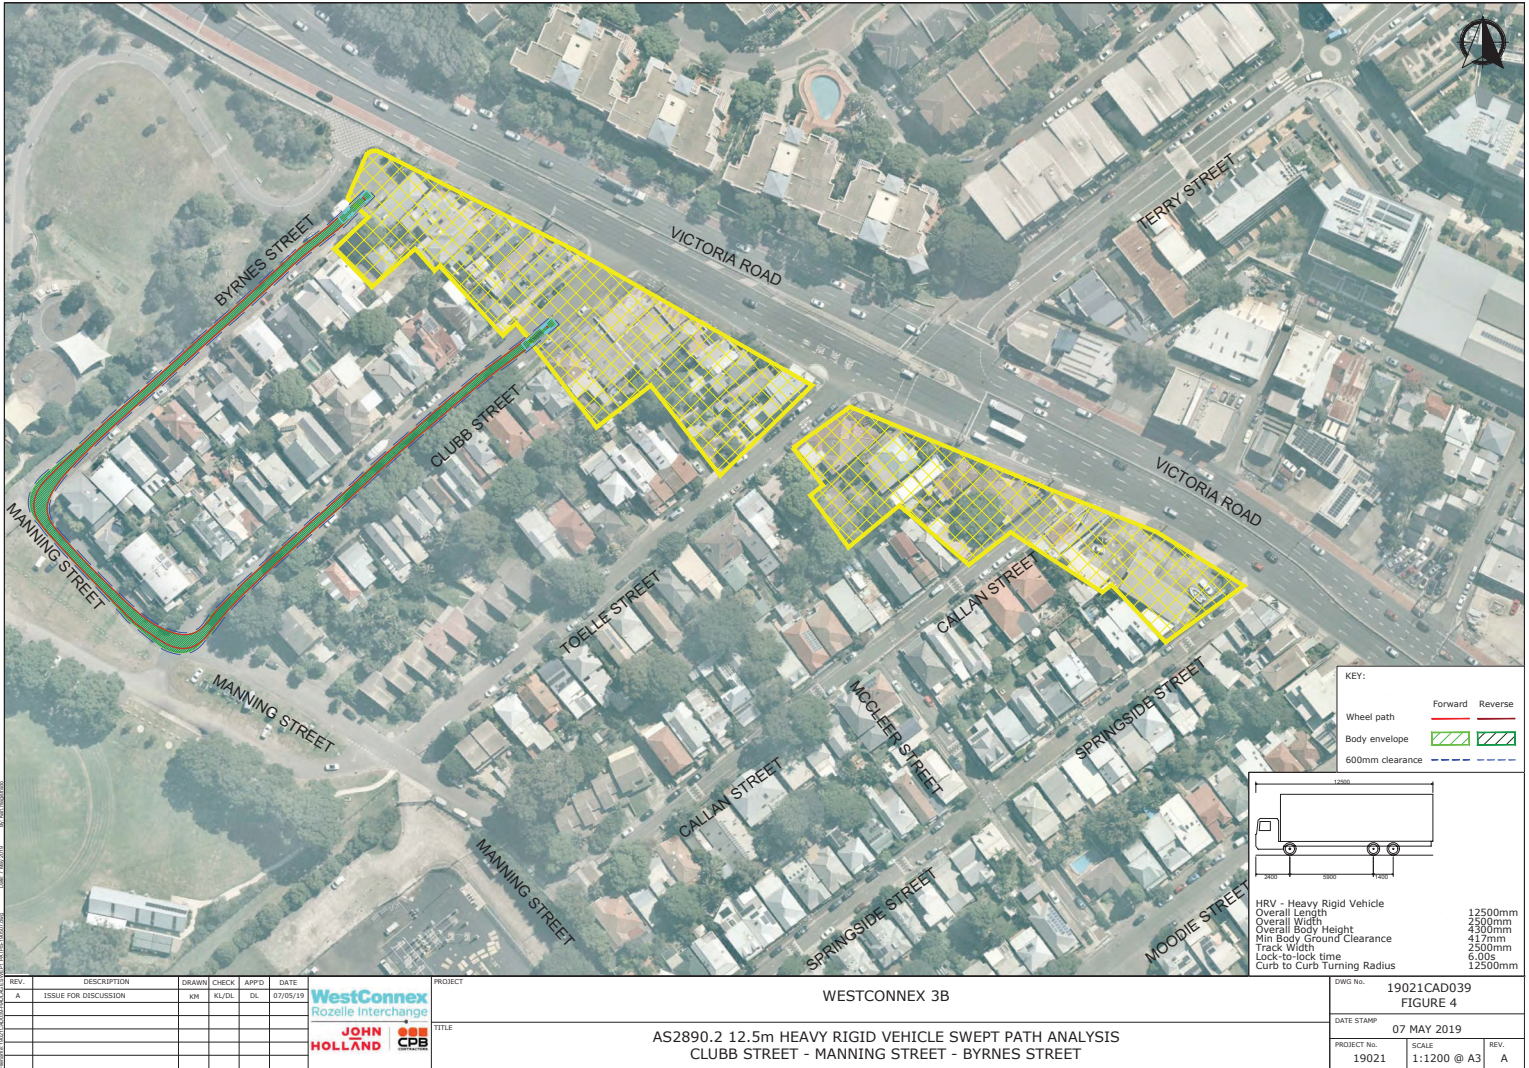 BYRNES STREET
VICTORIA ROAD
TERRY STREET
CLUBB STREET
MANNING STREET
VICTORIA ROAD
TOELLE STREET
CALLAN STREET
MANNING STREET
MCCLEER STREET
SPRINGSIDE STREET
CALLAN STREET
MANNING STREET
SPRINGSIDE STREET
MOODIE STREET
KEY:
Forward Reverse
Wheel path
Body envelope
600mm clearance
12500
2400 5900 1400
HRV - Heavy Rigid Vehicle
Overall Length 12500mm
Overall Width 2500mm
Overall Body Height 4300mm
Min Body Ground Clearance 417mm
Track Width 2500mm
Lock-to-lock time 6.00s
Curb to Curb Turning Radius 12500mm
REV. DESCRIPTION DRAWN CHECK APP'D DATE
A ISSUE FOR DISCUSSION KM KL/DL DL 07/05/19
WestConnex
Rozelle Interchange
JOHN
HOLLAND
CPB
CONTRACTORS
PROJECT
WESTCONNEX 3B
TITLE
AS2890.2 12.5m HEAVY RIGID VEHICLE SWEPT PATH ANALYSIS
CLUBB STREET - MANNING STREET - BYRNES STREET
DWG No.
19021CAD039
FIGURE 4
DATE STAMP
07 MAY 2019
PROJECT No. SCALE REV.
19021 1:1200 @ A3 A